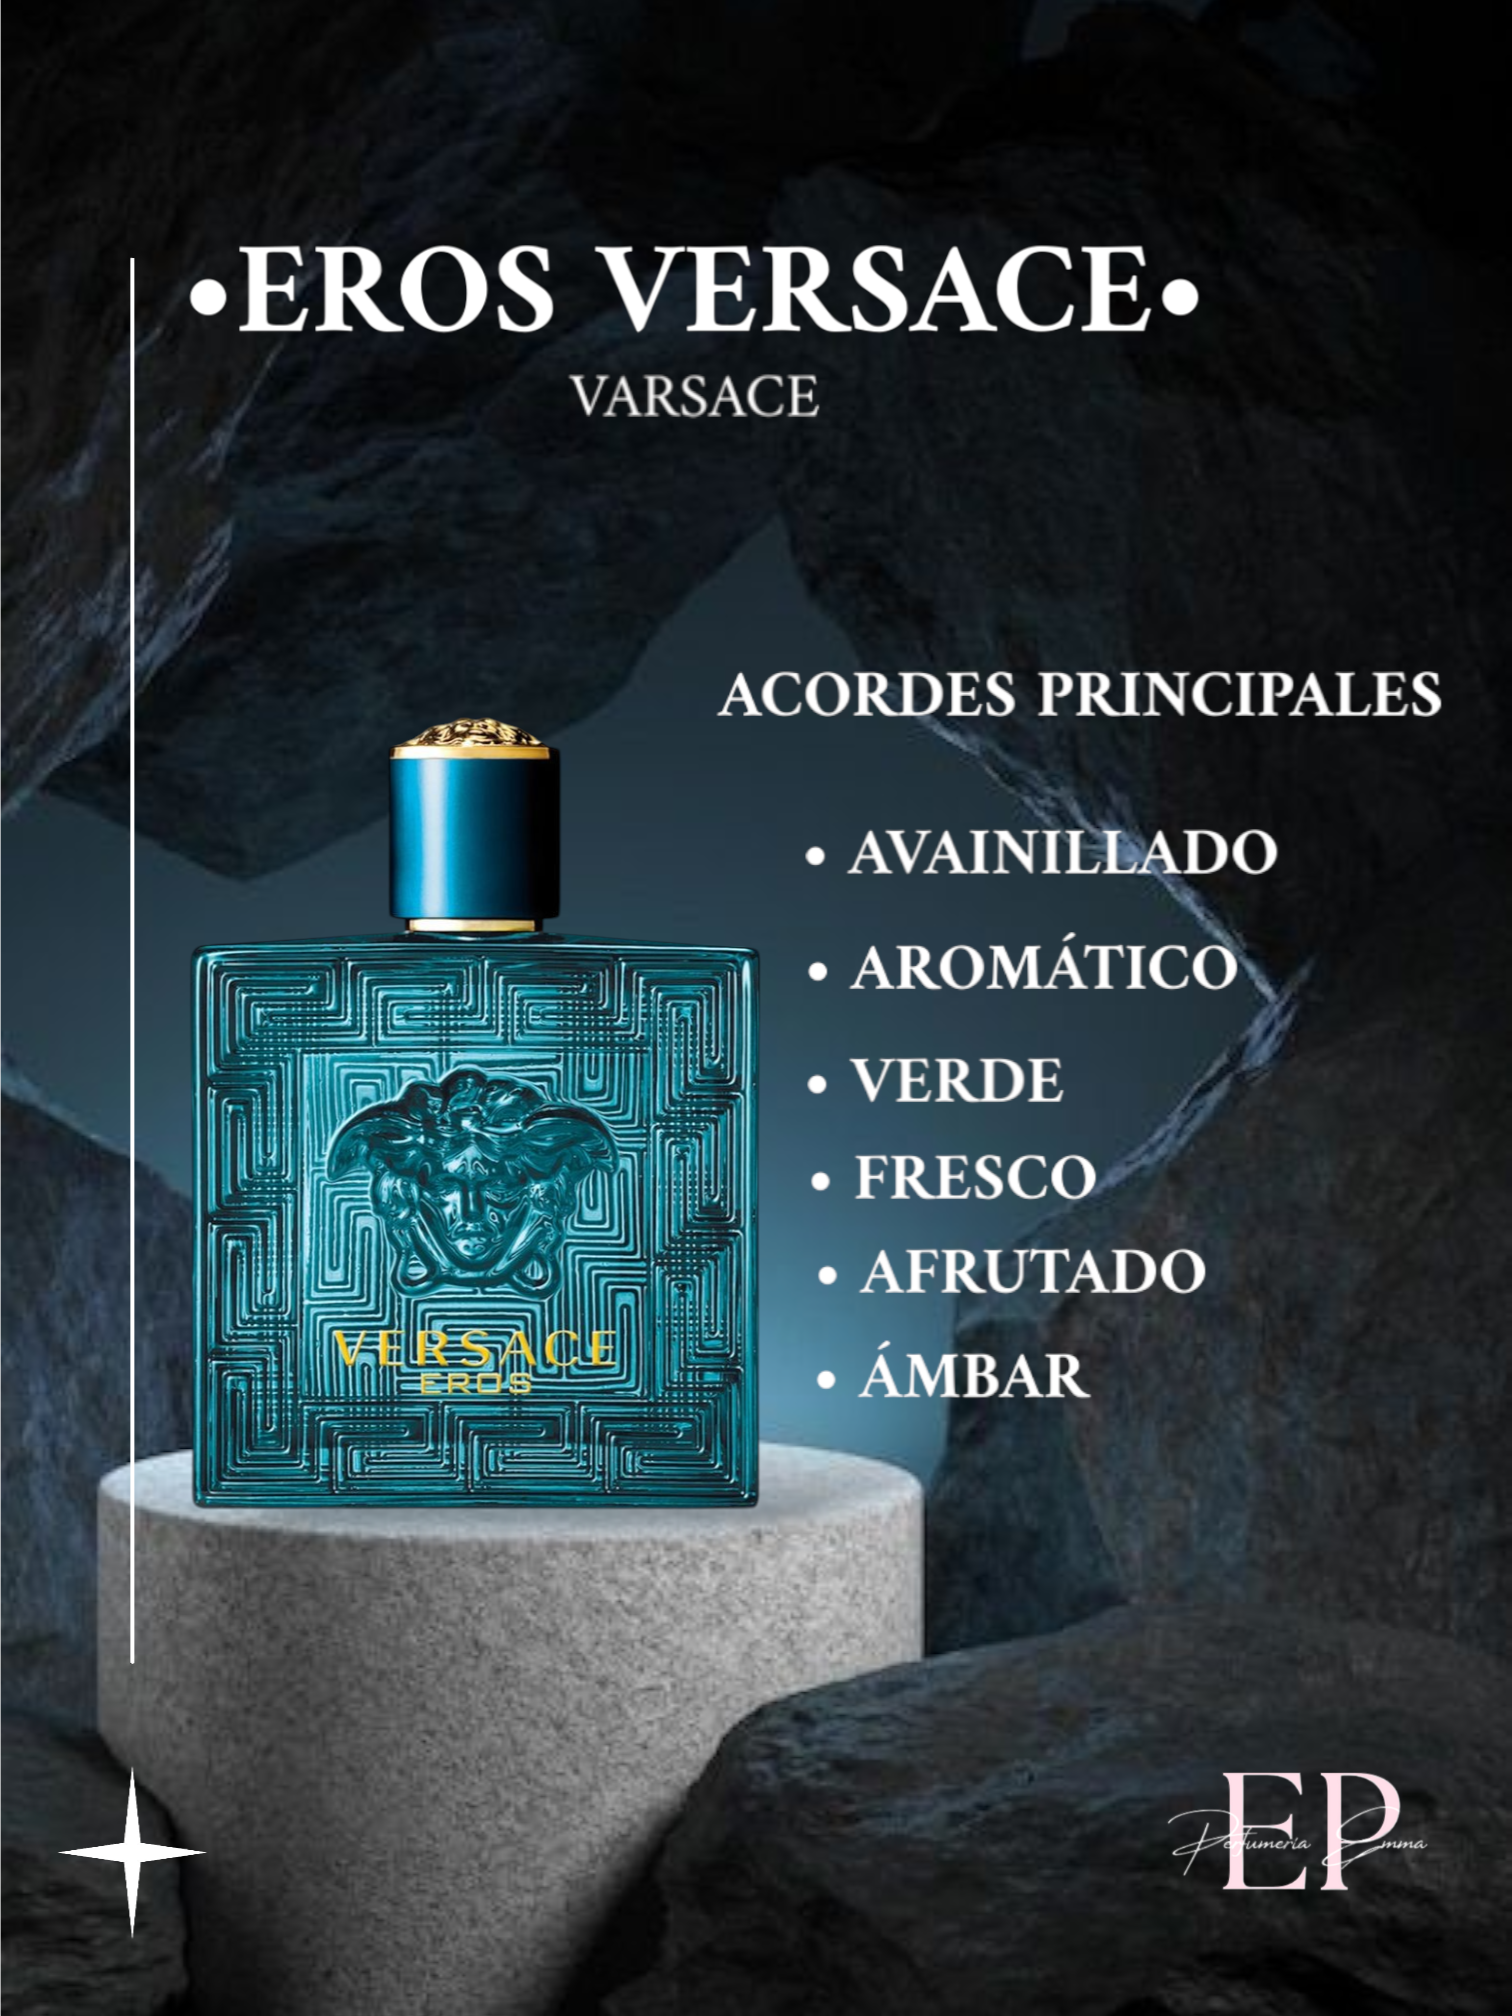 •EROS VERSACE•
VARSACE
ACORDES PRINCIPALES
• AVAINILLADO
• AROMÁTICO
• VERDE
• FRESCO
• AFRUTADO
• ÁMBAR
VERSACE
EROS
EP
Perfumeria Emma